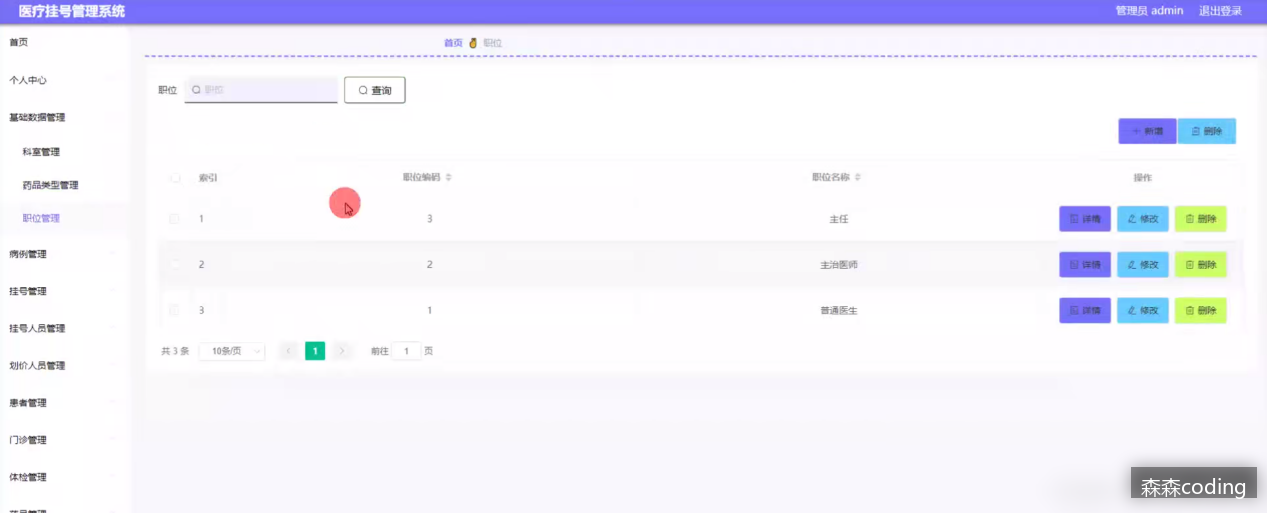 医疗挂号管理系统 管理员 admin 退出登录
首页
首页 职位
个人中心
职位 职位 查询
基础数据管理
新增 删除
科室管理
索引 职位编码 职位名称 操作
药品类型管理
职位管理
1 3 主任 详情 修改 删除
病例管理
2 2 主治医师 详情 修改 删除
挂号管理
3 1 普通医生 详情 修改 删除
挂号人员管理
共 3 条 10条/页 1 前往 1 页
划价人员管理
患者管理
门诊管理
体检管理
森森coding